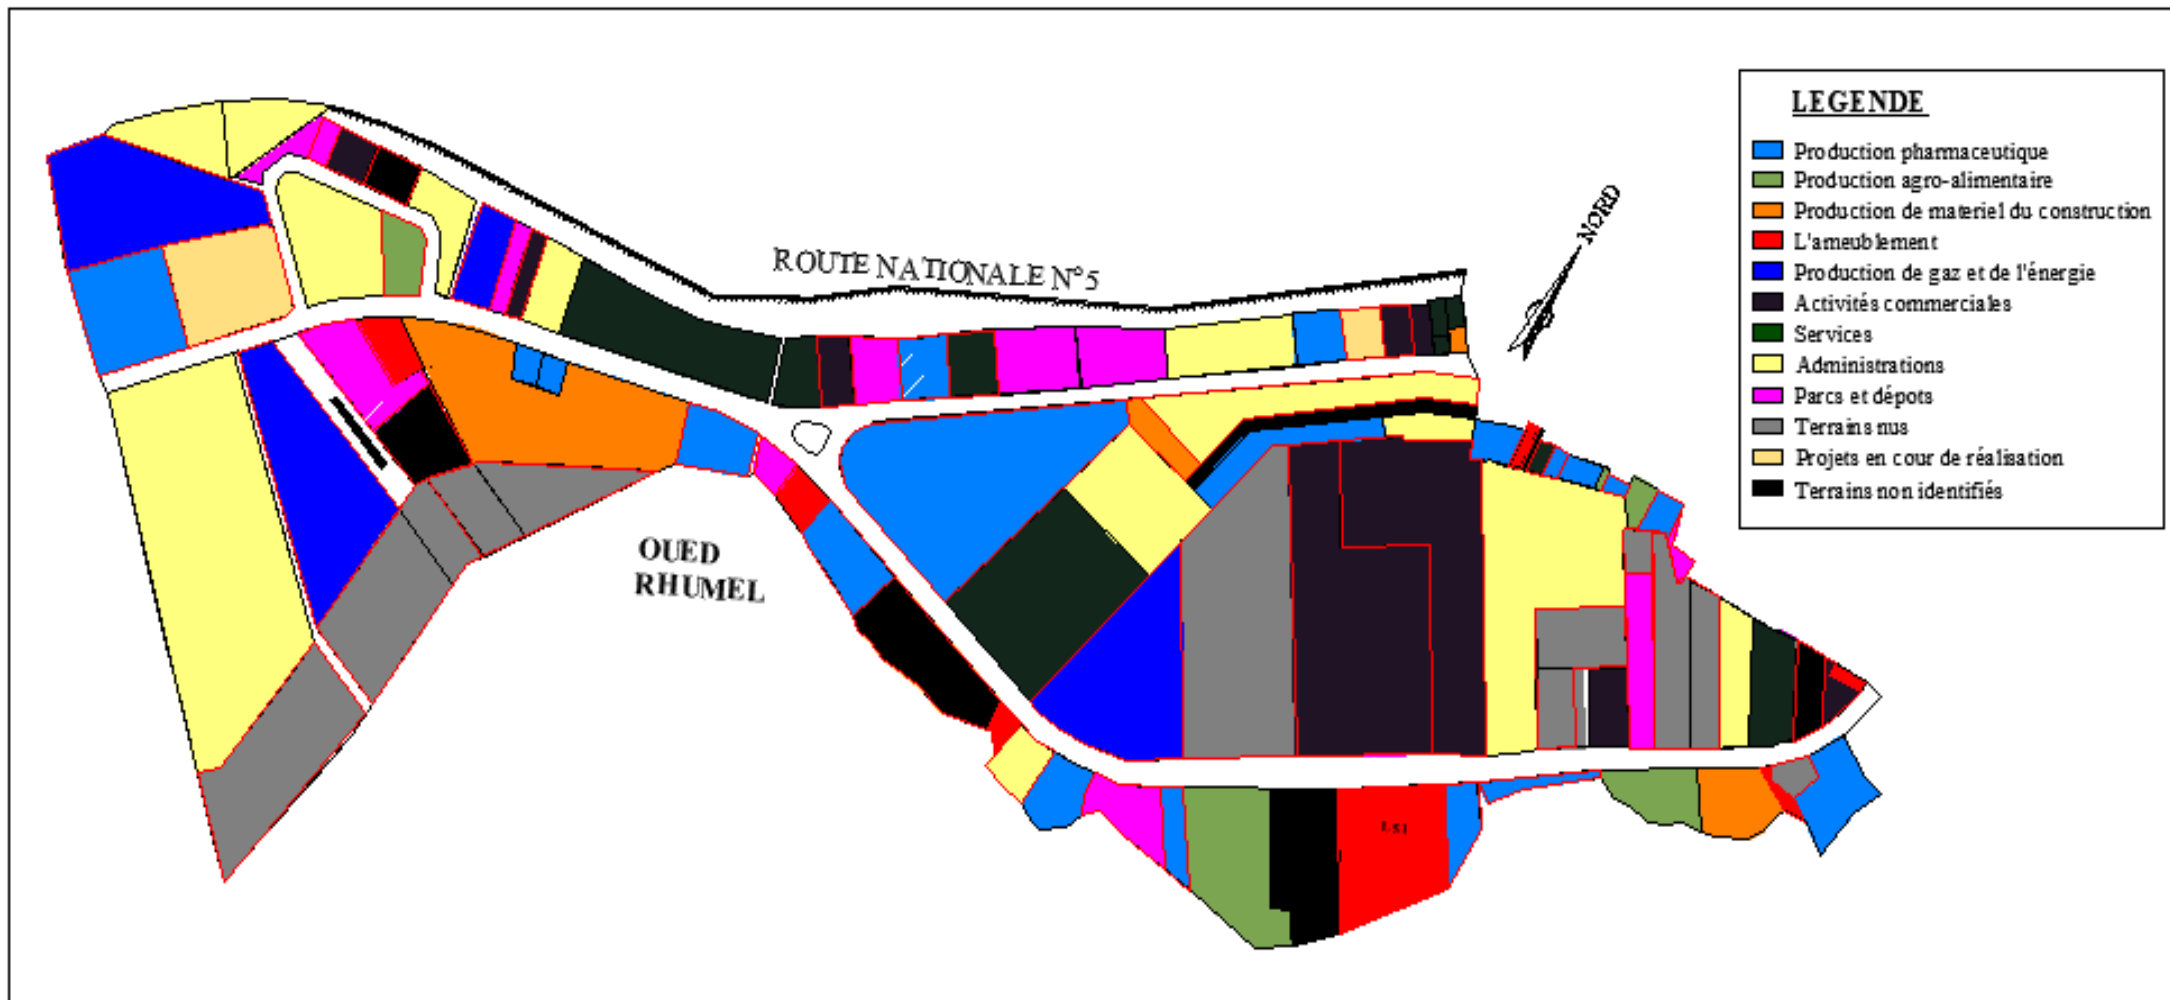 LEGENDE
Production pharmaceutique
Production agro-alimentaire
Production de materiel du construction
L'ameublement
Production de gaz et de l'énergie
Activités commerciales
Services
Administrations
Parcs et dépots
Terrains nus
Projets en cour de réalisation
Terrains non identifiés
NORD
ROUTE NATIONALE N°5
OUED
RHUMEL